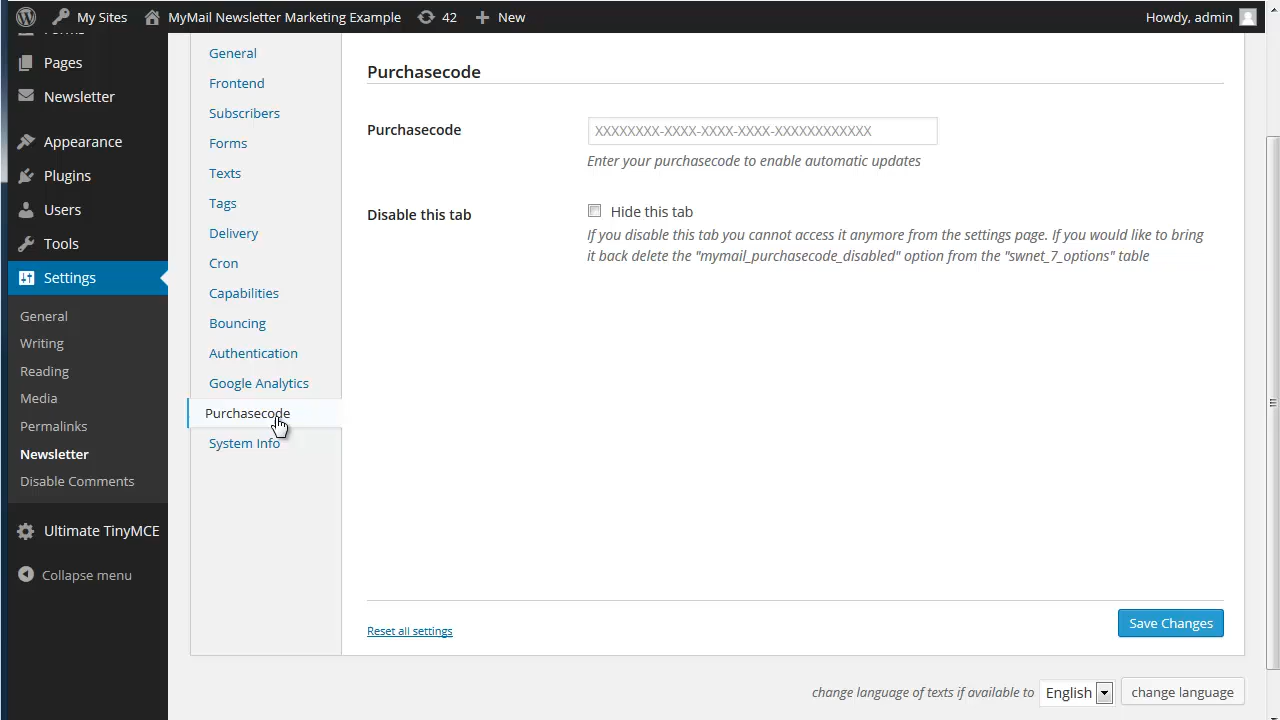 My Sites
MyMail Newsletter Marketing Example
42
New
Howdy, admin
Forms
Pages
Newsletter
Appearance
Plugins
Users
Tools
Settings
General
Writing
Reading
Media
Permalinks
Newsletter
Disable Comments
Ultimate TinyMCE
Collapse menu
General
Frontend
Subscribers
Forms
Texts
Tags
Delivery
Cron
Capabilities
Bouncing
Authentication
Google Analytics
Purchasecode
System Info
Purchasecode
Purchasecode
XXXXXXXX-XXXX-XXXX-XXXX-XXXXXXXXXXXX
Enter your purchasecode to enable automatic updates
Disable this tab
Hide this tab
If you disable this tab you cannot access it anymore from the settings page. If you would like to bring
it back delete the "mymail_purchasecode_disabled" option from the "swnet_7_options" table
Reset all settings
Save Changes
change language of texts if available to
English
change language